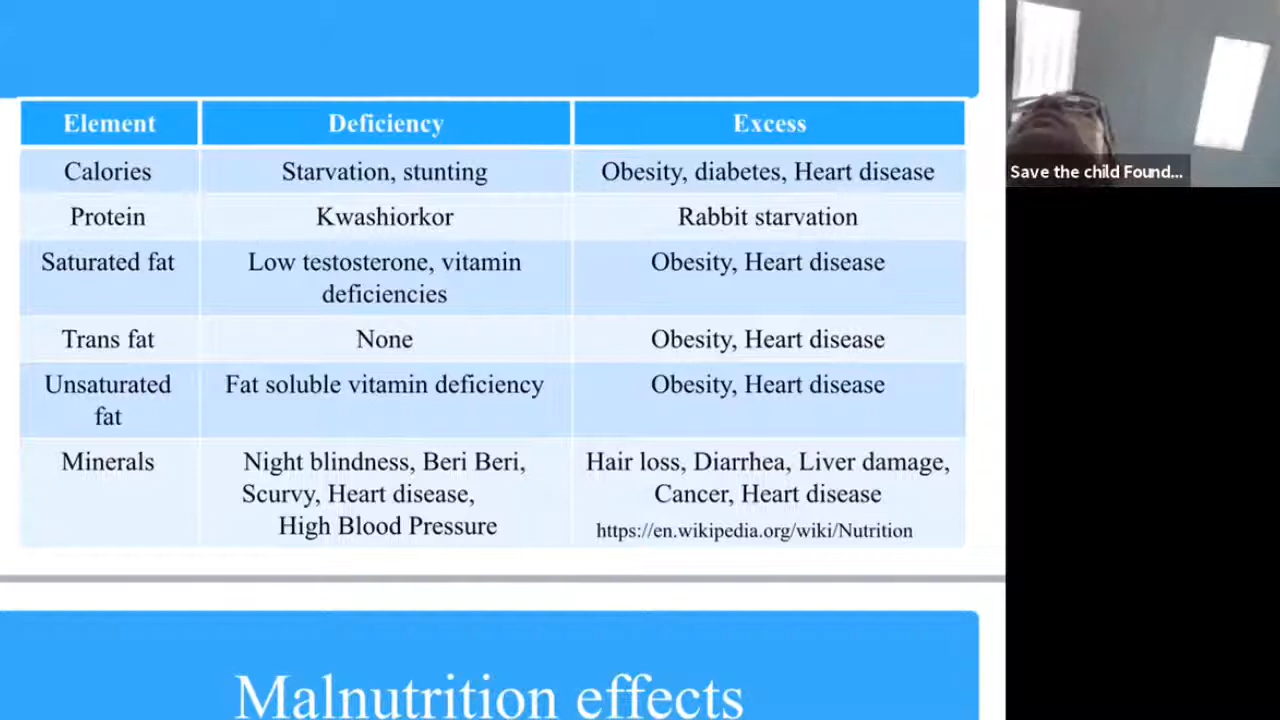 Element Deficiency Excess
Calories Starvation, stunting Obesity, diabetes, Heart disease
Protein Kwashiorkor Rabbit starvation
Saturated fat Low testosterone, vitamin Obesity, Heart disease
deficiencies
Trans fat None Obesity, Heart disease
Unsaturated Fat soluble vitamin deficiency Obesity, Heart disease
fat
Minerals Night blindness, Beri Beri, Hair loss, Diarrhea, Liver damage,
Scurvy, Heart disease, Cancer, Heart disease
High Blood Pressure https://en.wikipedia.org/wiki/Nutrition
Malnutrition effects
Save the child Found...